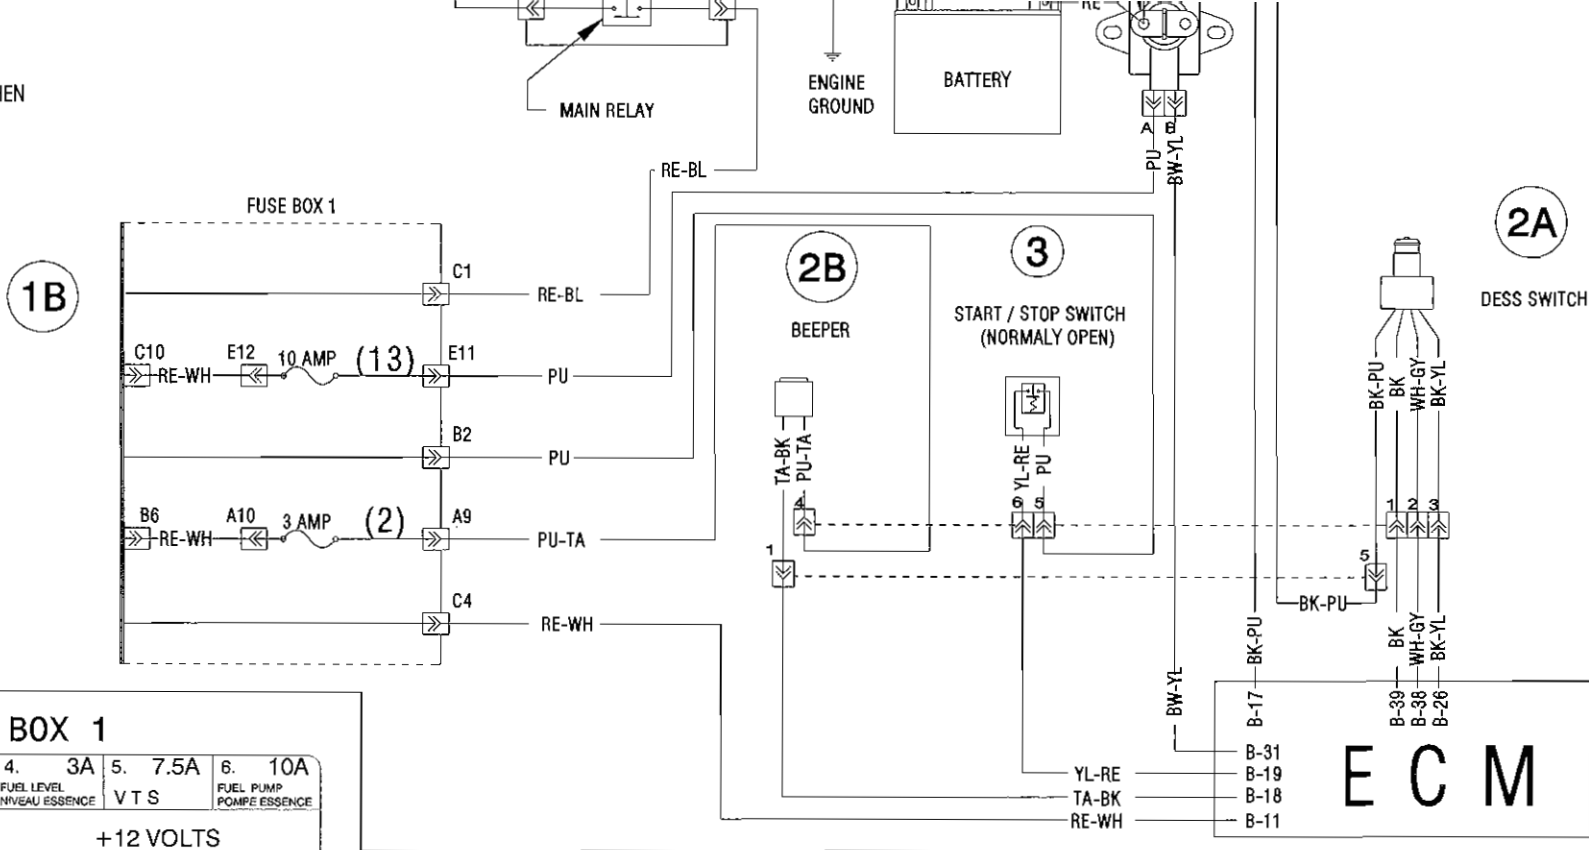 RE
IEN
MAIN RELAY
ENGINE
GROUND
BATTERY
A B
PU
BW-YL
RE-BL
FUSE BOX 1
2A
DESS SWITCH
1B
C1
RE-BL
2B
BEEPER
3
START / STOP SWITCH
(NORMALY OPEN)
C10
RE-WH
E12
10 AMP
(13)
E11
PU
B2
PU
TA-BK
PU-TA
YL-RE
PU
BK-PU
BK
WH-GY
BK-YL
4
6 5
1 2 3
B6
RE-WH
A10
3 AMP
(2)
A9
PU-TA
1
5
C4
RE-WH
BK-PU
BK-PU
BK
WH-GY
BK-YL
BW-YL
B-17
B-39
B-38
B-26
BOX 1
4. 3A
FUEL LEVEL
NIVEAU ESSENCE
5. 7.5A
VTS
6. 10A
FUEL PUMP
POMPE ESSENCE
+12 VOLTS
B-31
YL-RE B-19
TA-BK B-18
RE-WH B-11
ECM